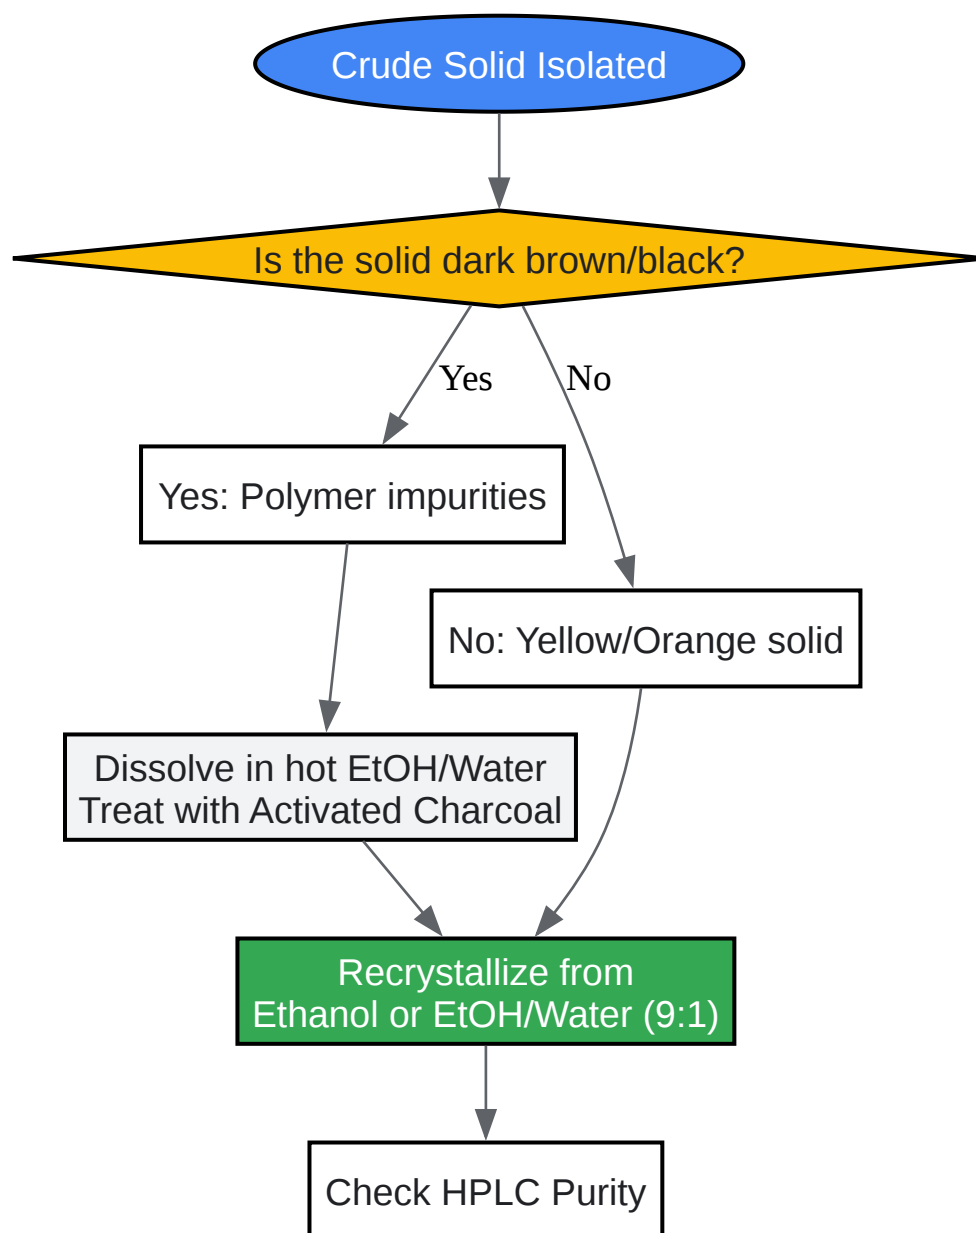 Crude Solid Isolated
Is the solid dark brown/black?
Yes
No
Yes: Polymer impurities
No: Yellow/Orange solid
Dissolve in hot EtOH/Water
Treat with Activated Charcoal
Recrystallize from
Ethanol or EtOH/Water (9:1)
Check HPLC Purity